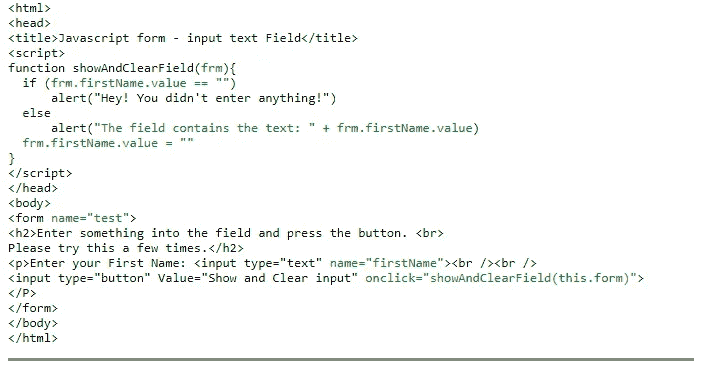 <html>
<head>
<title>Javascript form - input text Field</title>
<script>
function showAndClearField(frm){
  if (frm.firstName.value == "")
      alert("Hey! You didn't enter anything!")
  else
      alert("The field contains the text: " + frm.firstName.value)
  frm.firstName.value = ""
}
</script>
</head>
<body>
<form name="test">
<h2>Enter something into the field and press the button. <br>
Please try this a few times.</h2>
<p>Enter your First Name: <input type="text" name="firstName"><br /><br />
<input type="button" Value="Show and Clear input" onclick="showAndClearField(this.form)">
</P>
</form>
</body>
</html>